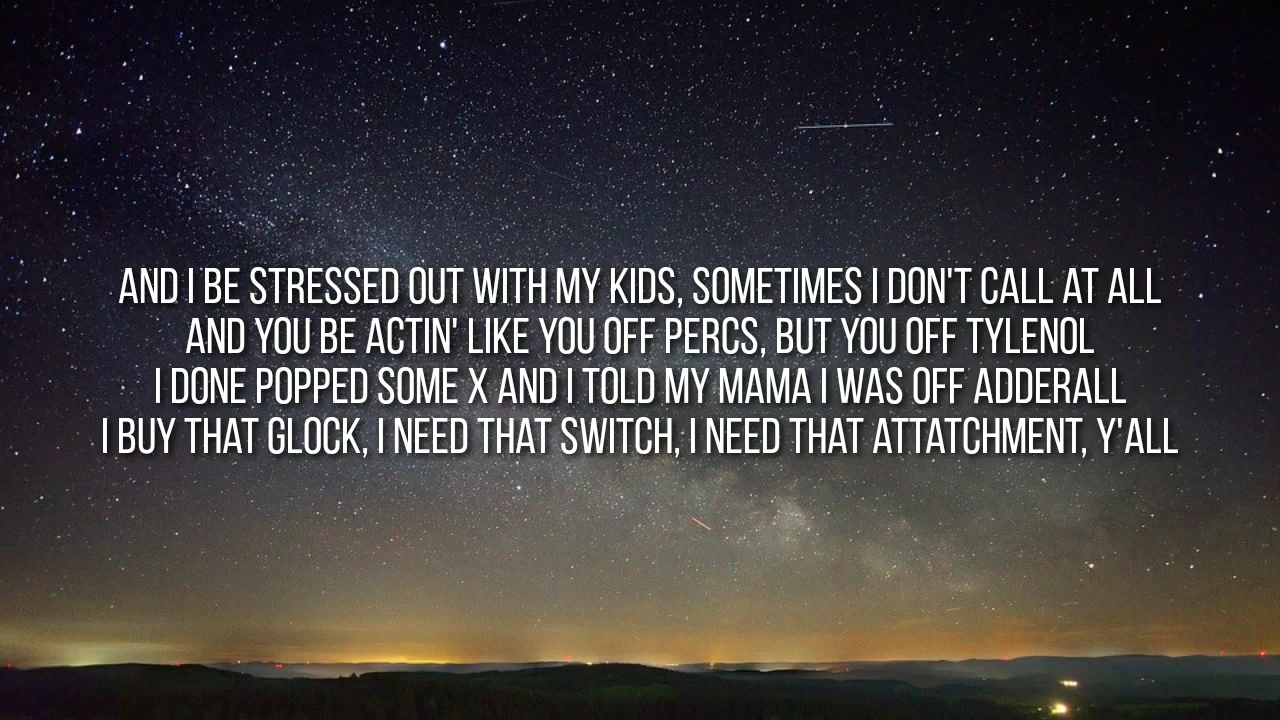 AND I BE STRESSED OUT WITH MY KIDS, SOMETIMES I DON'T CALL AT ALL
AND YOU BE ACTIN' LIKE YOU OFF PERCS, BUT YOU OFF TYLENOL
I DONE POPPED SOME X AND I TOLD MY MAMA I WAS OFF ADDERALL
I BUY THAT GLOCK, I NEED THAT SWITCH, I NEED THAT ATTATCHMENT, Y'ALL